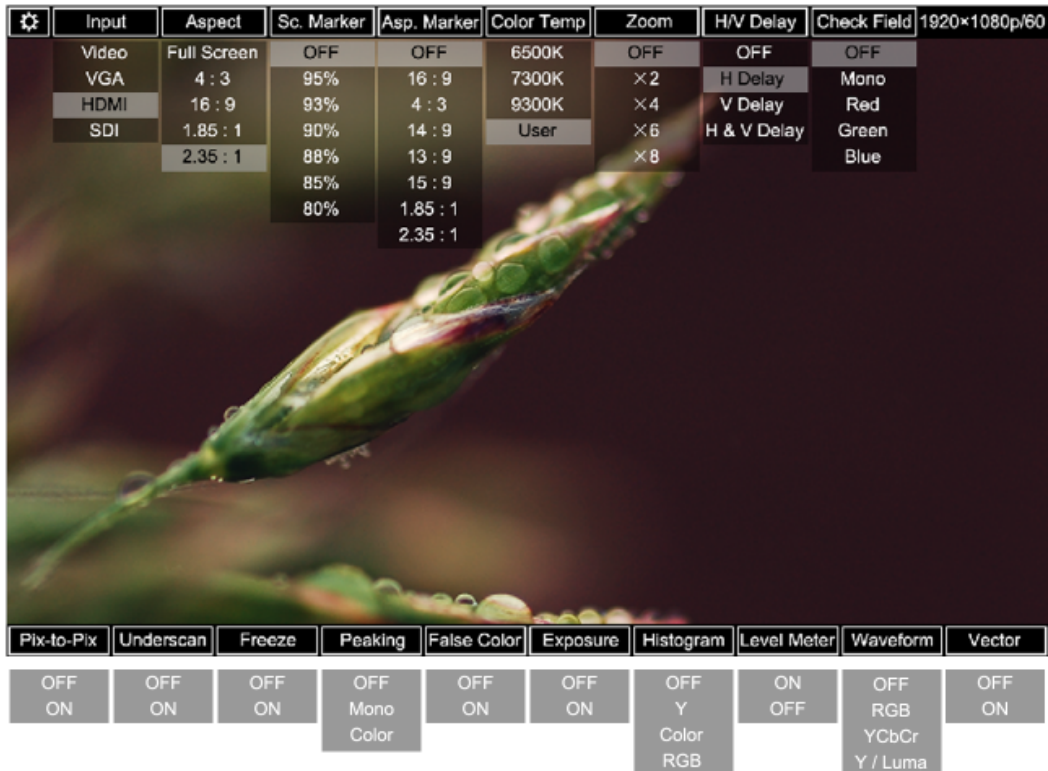 Input Aspect Sc. Marker Asp. Marker Color Temp Zoom H/V Delay Check Field 1920×1080p/60
Video Full Screen OFF OFF 6500K OFF OFF OFF
VGA 4 : 3 95% 16 : 9 7300K ×2 H Delay Mono
HDMI 16 : 9 93% 4 : 3 9300K ×4 V Delay Red
SDI 1.85 : 1 90% 14 : 9 User ×6 H & V Delay Green
2.35 : 1 88% 13 : 9 ×8 Blue
85% 15 : 9
80% 1.85 : 1
2.35 : 1
Pix-to-Pix Underscan Freeze Peaking False Color Exposure Histogram Level Meter Waveform Vector
OFF OFF OFF OFF OFF OFF OFF ON OFF OFF
ON ON ON Mono ON ON Y OFF RGB ON
Color Color YCbCr
RGB Y / Luma